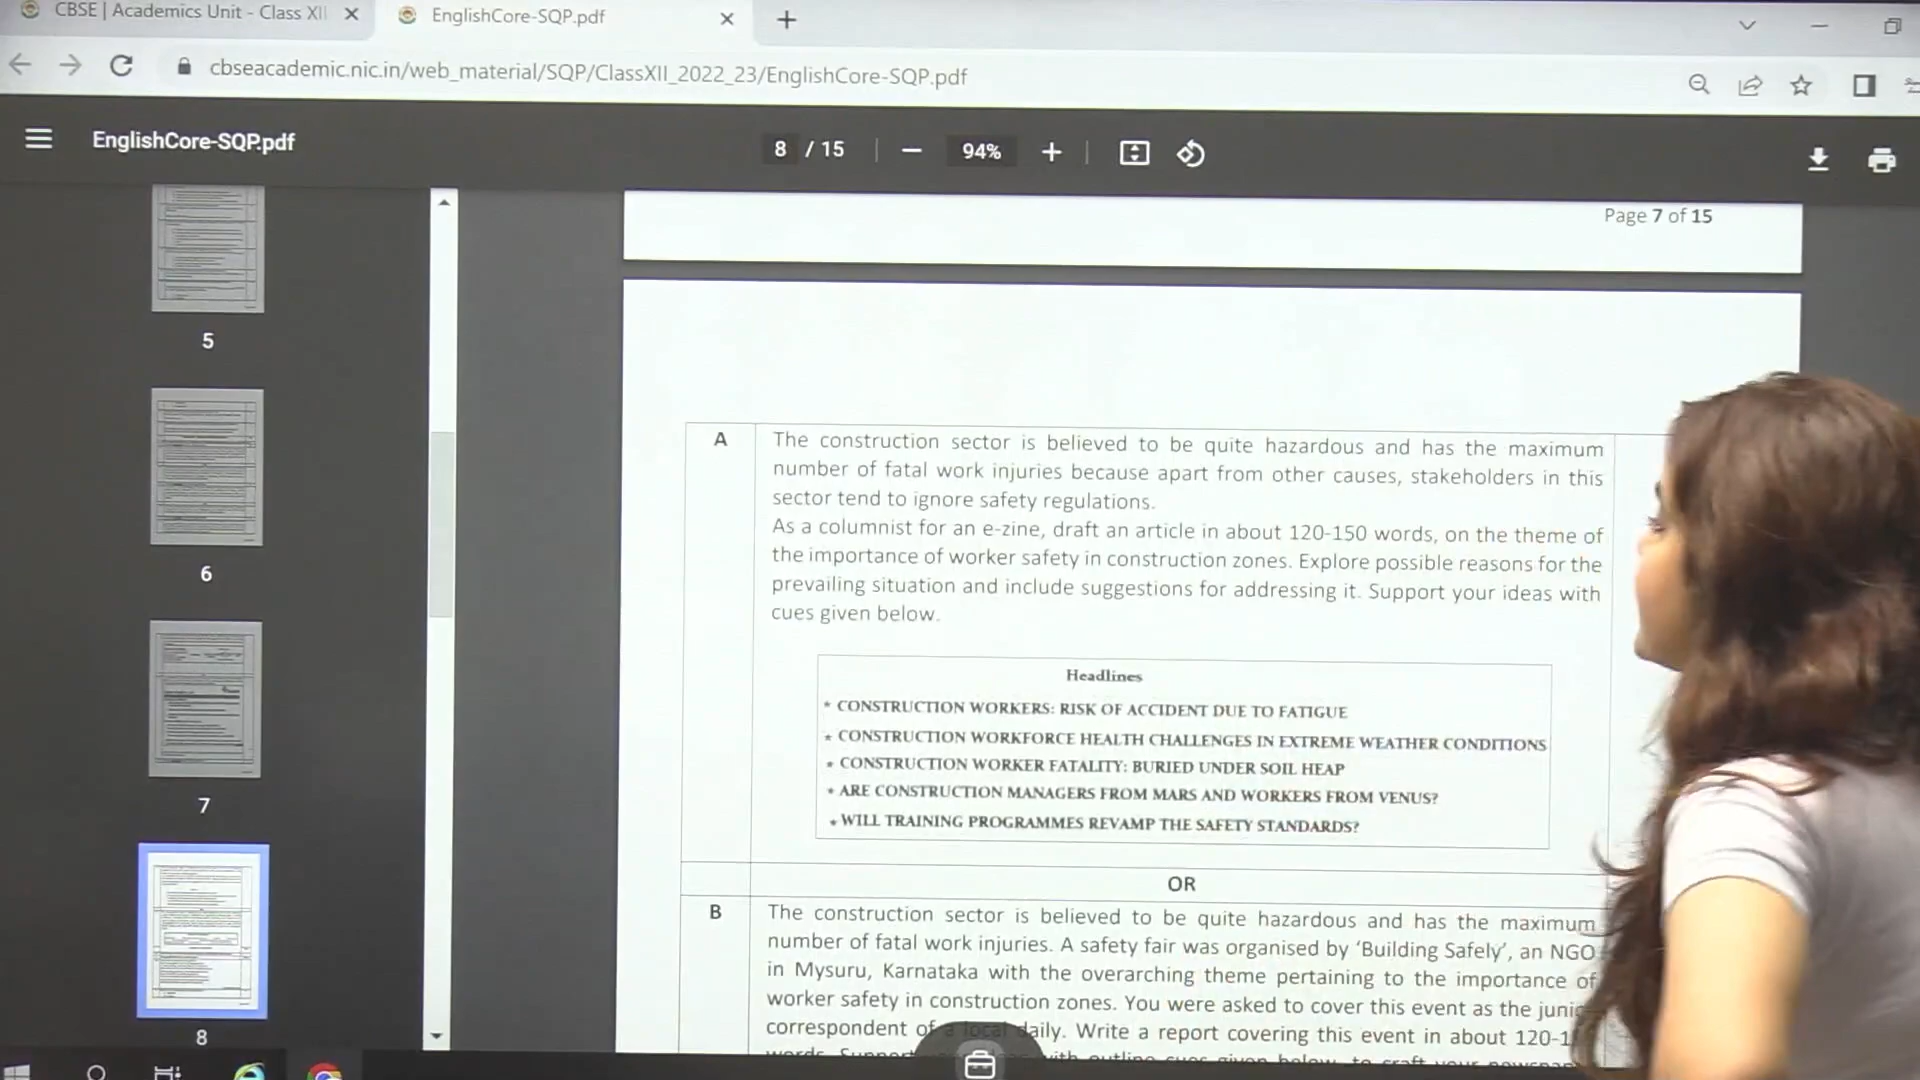 CBSE | Academics Unit - Class XII
EnglishCore-SQP.pdf
cbseacademic.nic.in/web_material/SQP/ClassXII_2022_23/EnglishCore-SQP.pdf
EnglishCore-SQP.pdf
8 / 15
94%
5
6
7
8
Page 7 of 15
A
The construction sector is believed to be quite hazardous and has the maximum
number of fatal work injuries because apart from other causes, stakeholders in this
sector tend to ignore safety regulations.
As a columnist for an e-zine, draft an article in about 120-150 words, on the theme of
the importance of worker safety in construction zones. Explore possible reasons for the
prevailing situation and include suggestions for addressing it. Support your ideas with
cues given below.
Headlines
* CONSTRUCTION WORKERS: RISK OF ACCIDENT DUE TO FATIGUE
* CONSTRUCTION WORKFORCE HEALTH CHALLENGES IN EXTREME WEATHER CONDITIONS
* CONSTRUCTION WORKER FATALITY: BURIED UNDER SOIL HEAP
* ARE CONSTRUCTION MANAGERS FROM MARS AND WORKERS FROM VENUS?
* WILL TRAINING PROGRAMMES REVAMP THE SAFETY STANDARDS?
OR
B
The construction sector is believed to be quite hazardous and has the maximum
number of fatal work injuries. A safety fair was organised by ‘Building Safely’, an NGO
in Mysuru, Karnataka with the overarching theme pertaining to the importance of
worker safety in construction zones. You were asked to cover this event as the
correspondent of a local daily. Write a report covering this event in about